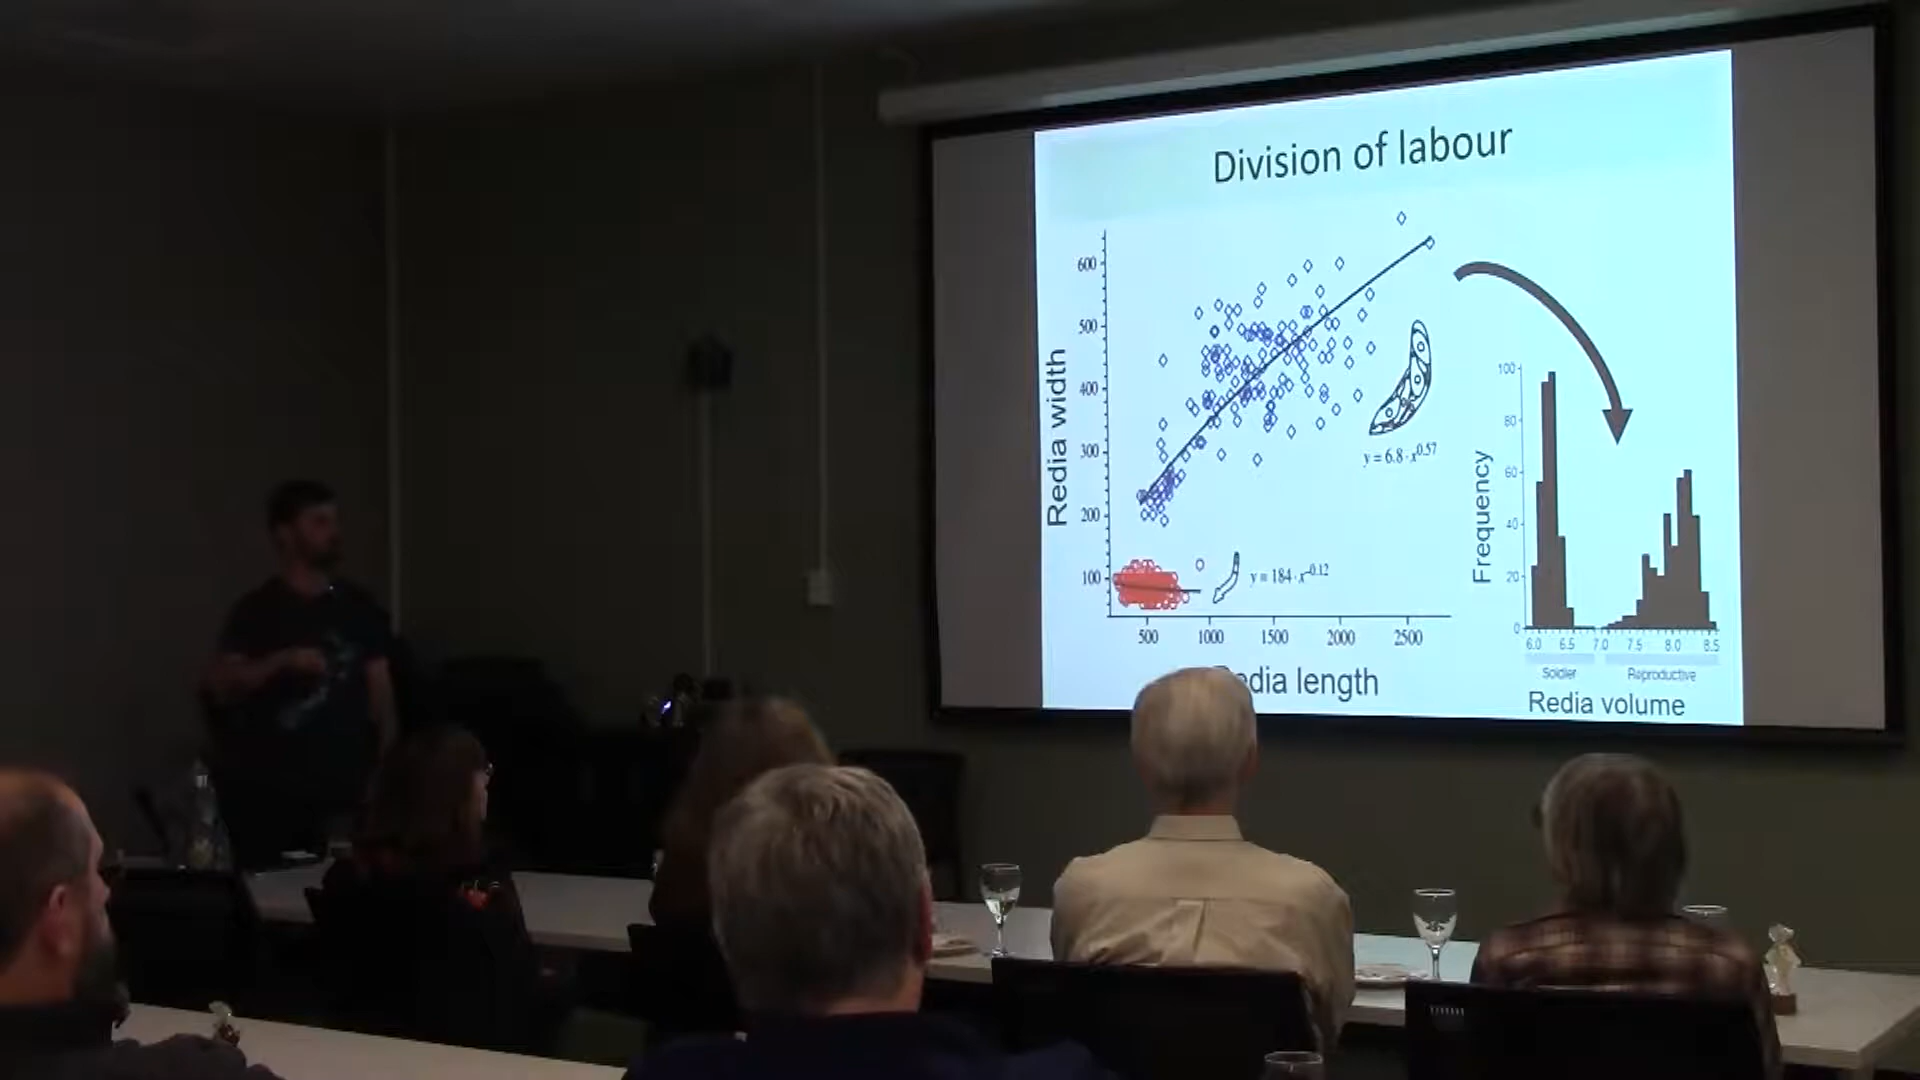 Division of labour
Redia width
600
500
400
300
200
100
500 1000 1500 2000 2500
dia length
y = 6.8 · x^0.57
y = 184 · x^-0.12
Frequency
100
80
60
40
20
0
6.0 6.5 7.0 7.5 8.0 8.5
Soldier Reproductive
Redia volume